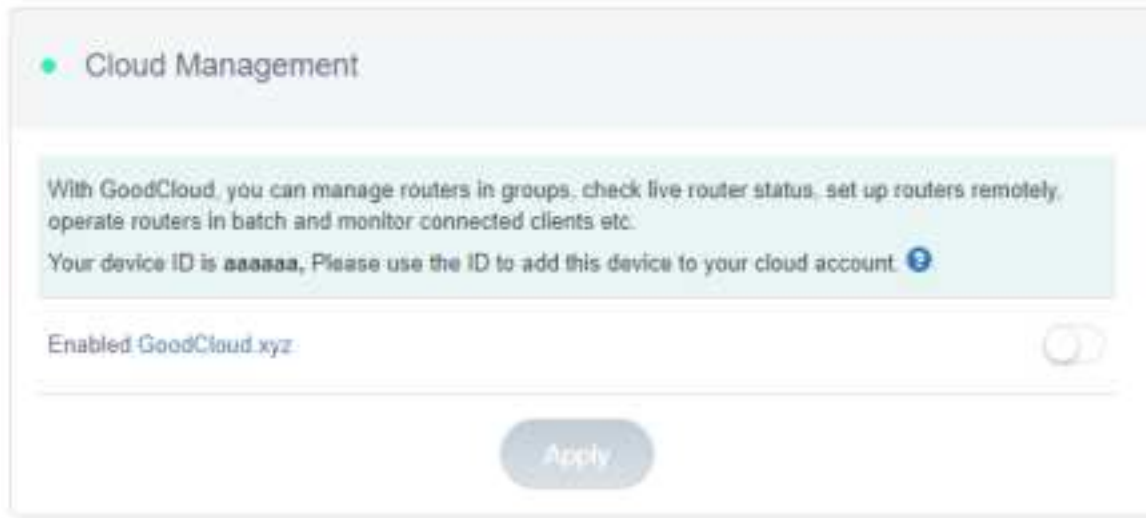 Cloud Management
With GoodCloud, you can manage routers in groups, check live router status, set up routers remotely,
operate routers in batch and monitor connected clients etc.
Your device ID is aaaaaa, Please use the ID to add this device to your cloud account.
Enabled GoodCloud.xyz
Apply